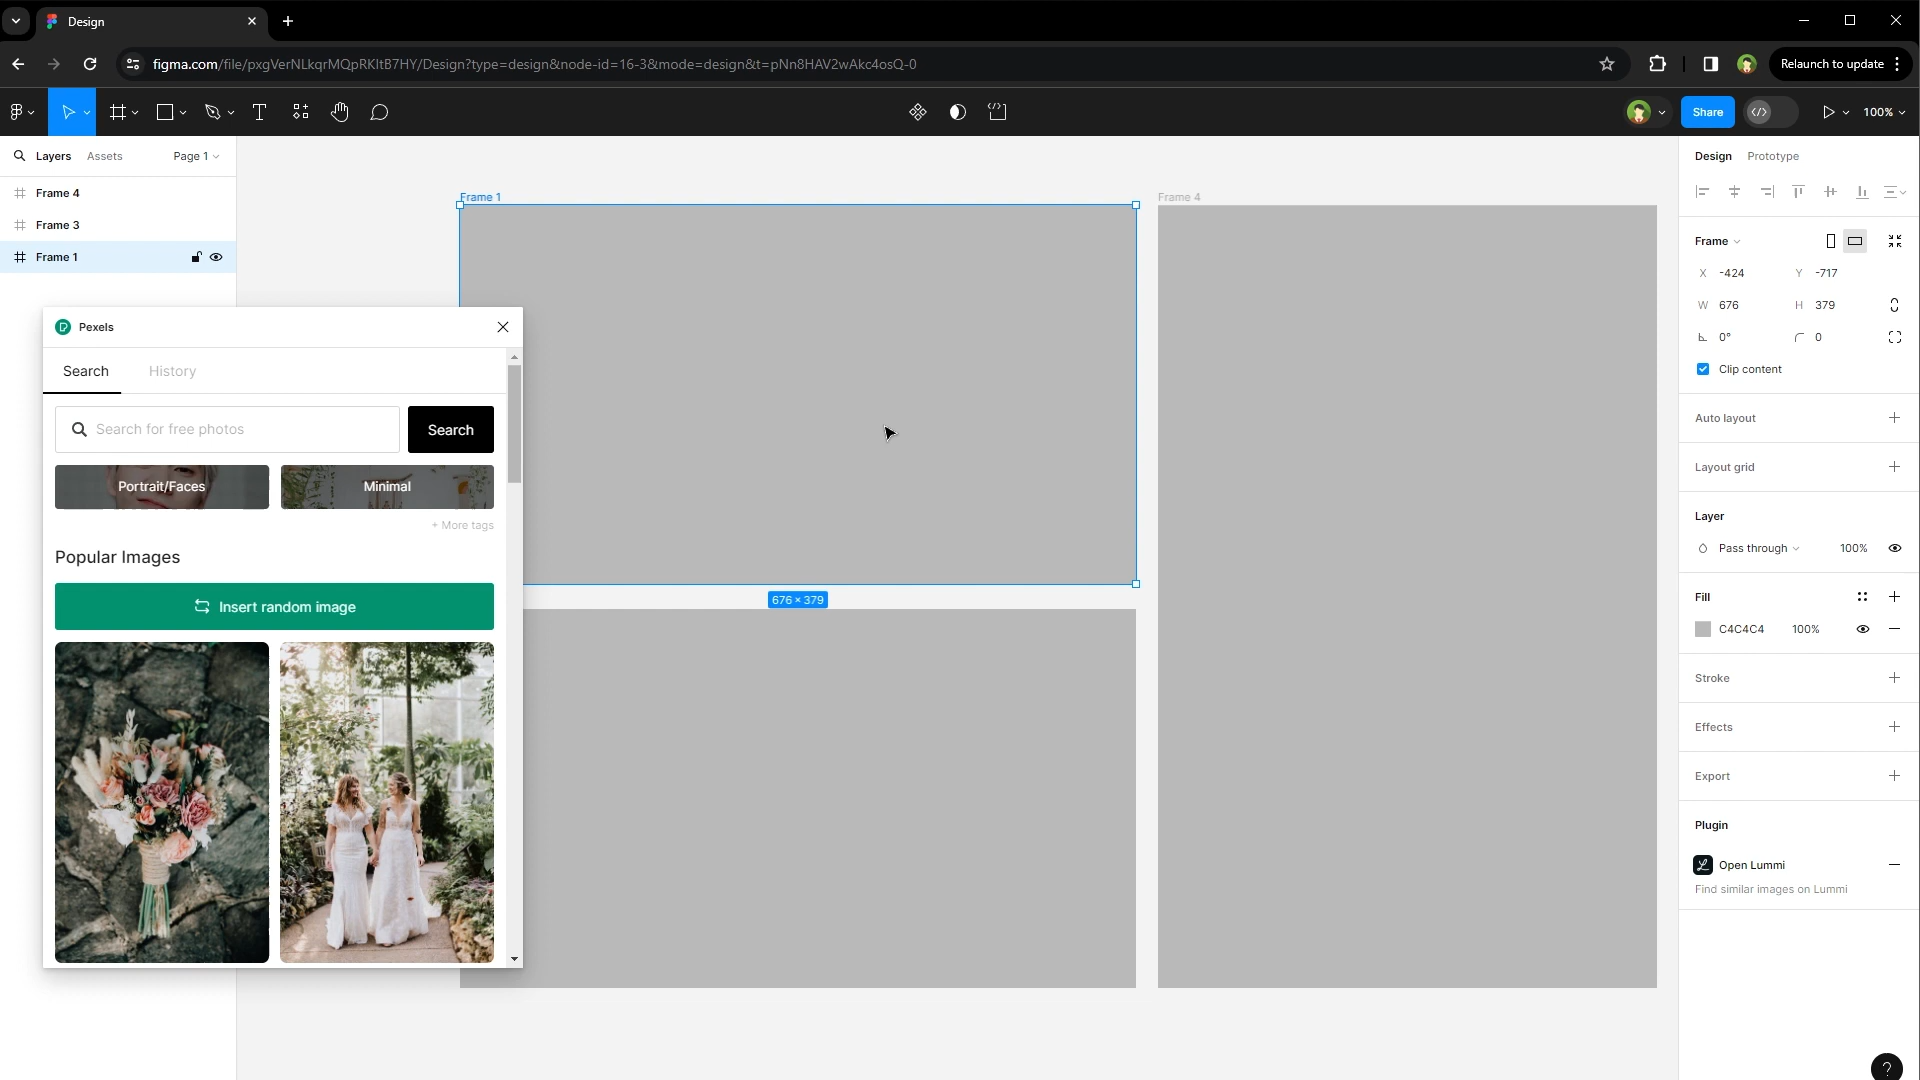 Design
figma.com/file/pxgVerNLkqrMQpRKItB7HY/Design?type=design&node-id=16-3&mode=design&t=pNn8HAV2wAkc4osQ-0
Relaunch to update
Share
100%
Layers
Assets
Page 1
Frame 4
Frame 3
Frame 1
Frame 1
Frame 4
676 × 379
Pexels
Search
History
Search for free photos
Search
Portrait/Faces
Minimal
+ More tags
Popular Images
Insert random image
Design
Prototype
Frame
X -424
Y -717
W 676
H 379
0°
0
Clip content
Auto layout
Layout grid
Layer
Pass through
100%
Fill
C4C4C4
100%
Stroke
Effects
Export
Plugin
Open Lummi
Find similar images on Lummi
?